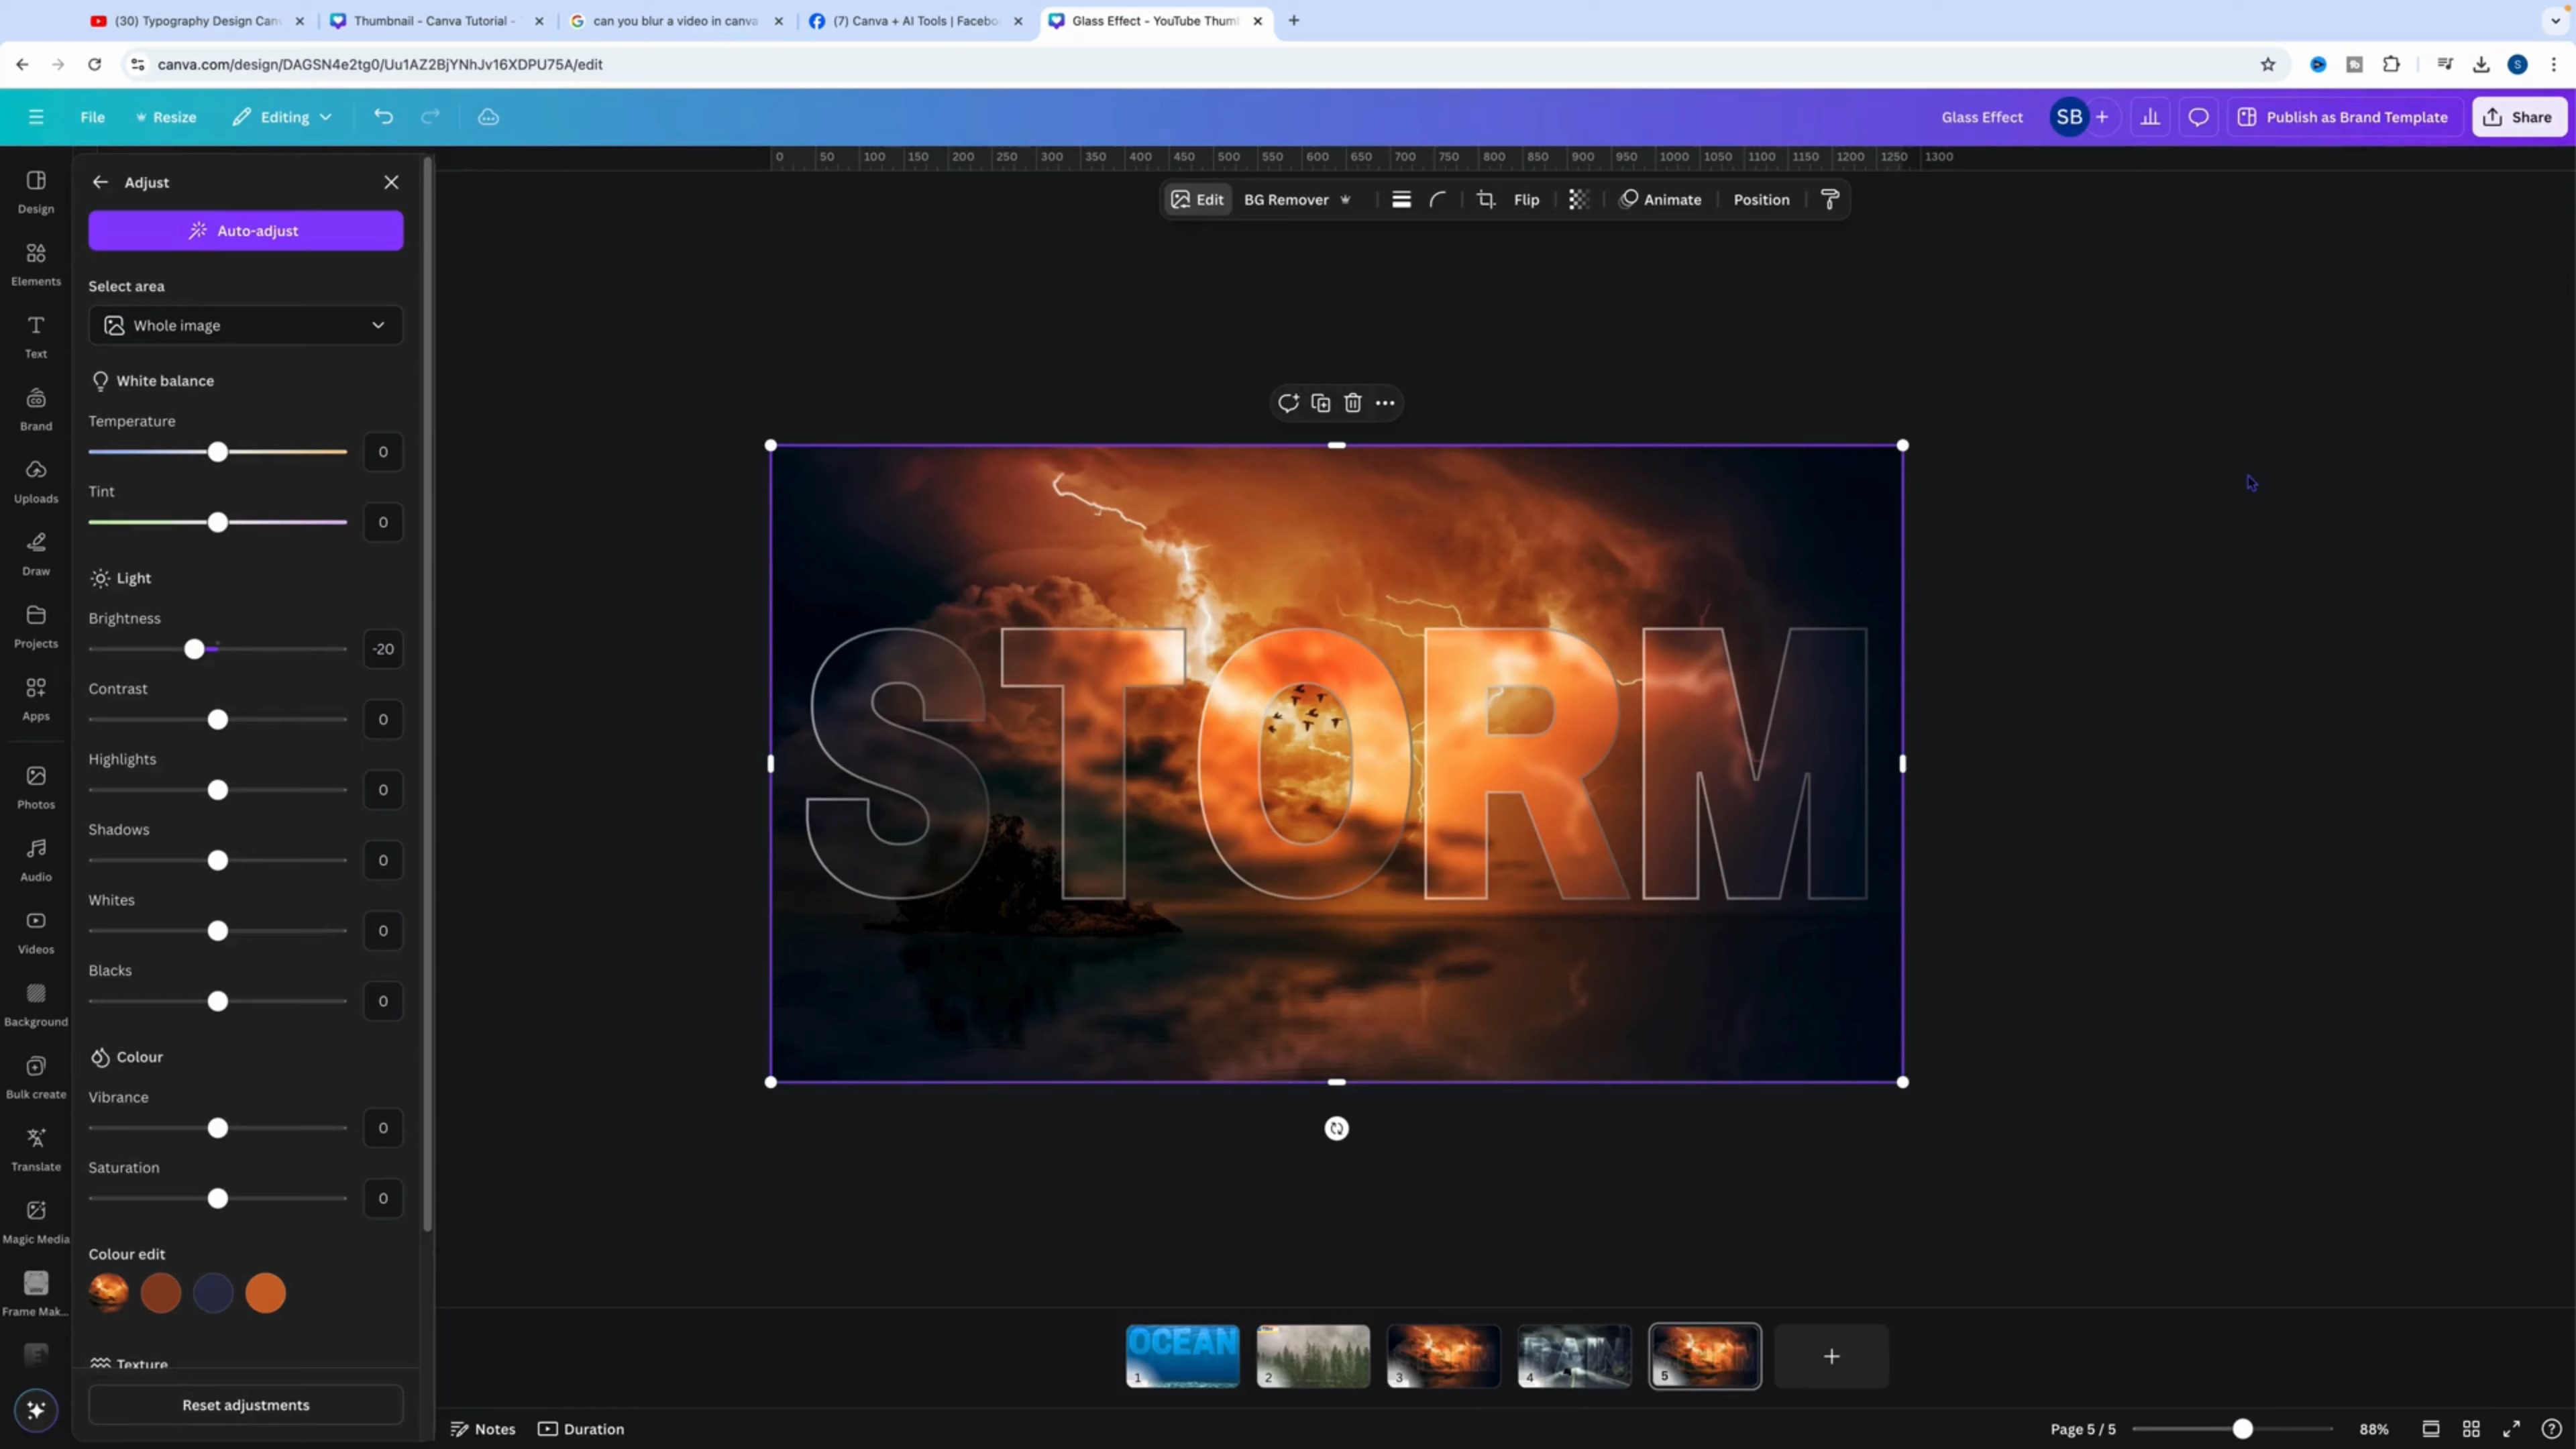 (30) Typography Design Can
Thumbnail - Canva Tutorial -
can you blur a video in canva
(7) Canva + AI Tools | Facebo
Glass Effect - YouTube Thum
canva.com/design/DAGSN4e2tg0/Uu1AZ2BjYNhJv16XDPU75A/edit
File
Resize
Editing
Glass Effect
SB
Publish as Brand Template
Share
0 50 100 150 200 250 300 350 400 450 500 550 600 650 700 750 800 850 900 950 1000 1050 1100 1150 1200 1250 1300
Design
Elements
Text
Brand
Uploads
Draw
Projects
Apps
Photos
Audio
Videos
Background
Bulk create
Translate
Magic Media
Frame Mak...
Adjust
Auto-adjust
Select area
Whole image
White balance
Temperature
0
Tint
0
Light
Brightness
-20
Contrast
0
Highlights
0
Shadows
0
Whites
0
Blacks
0
Colour
Vibrance
0
Saturation
0
Colour edit
Texture
Reset adjustments
Edit
BG Remover
Flip
Animate
Position
STORM
OCEAN
1
2
3
4
5
Notes
Duration
Page 5 / 5
88%